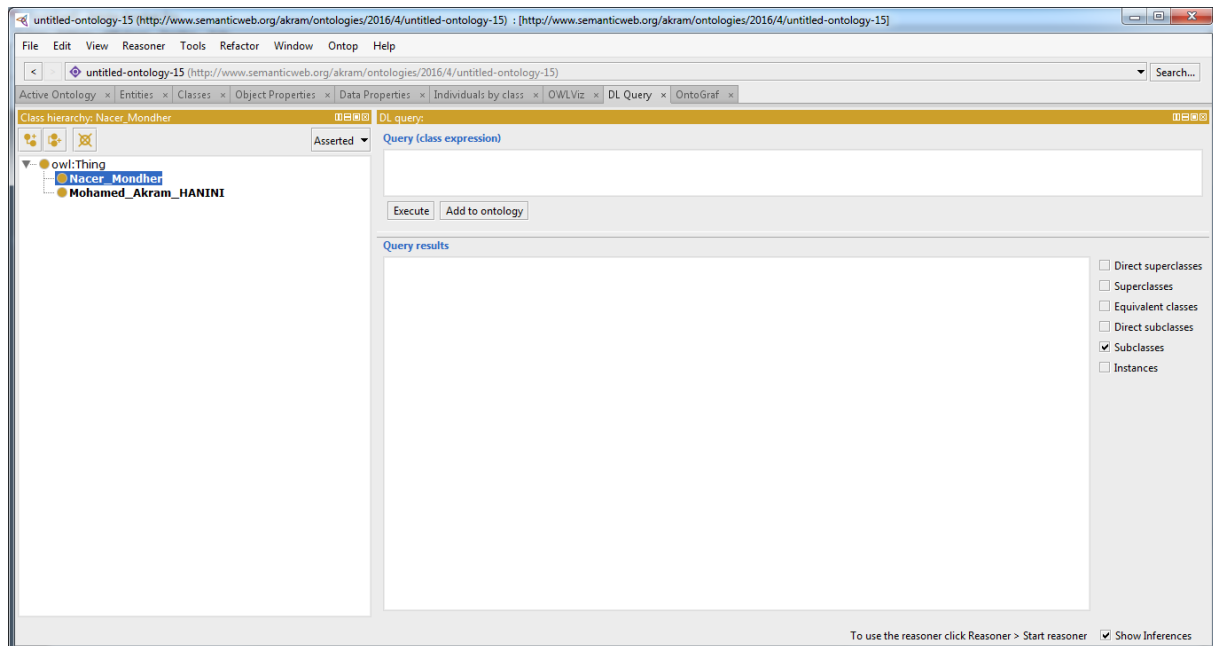 untitled-ontology-15 (http://www.semanticweb.org/akram/ontologies/2016/4/untitled-ontology-15) : [http://www.semanticweb.org/akram/ontologies/2016/4/untitled-ontology-15]
File Edit View Reasoner Tools Refactor Window Ontop Help
< > untitled-ontology-15 (http://www.semanticweb.org/akram/ontologies/2016/4/untitled-ontology-15) Search...
Active Ontology × Entities × Classes × Object Properties × Data Properties × Individuals by class × OWLViz × DL Query × OntoGraf ×
Class hierarchy: Nacer_Mondher
Asserted
owl:Thing
Nacer_Mondher
Mohamed_Akram_HANINI
DL query:
Query (class expression)
Execute Add to ontology
Query results
Direct superclasses
Superclasses
Equivalent classes
Direct subclasses
Subclasses
Instances
To use the reasoner click Reasoner > Start reasoner Show Inferences